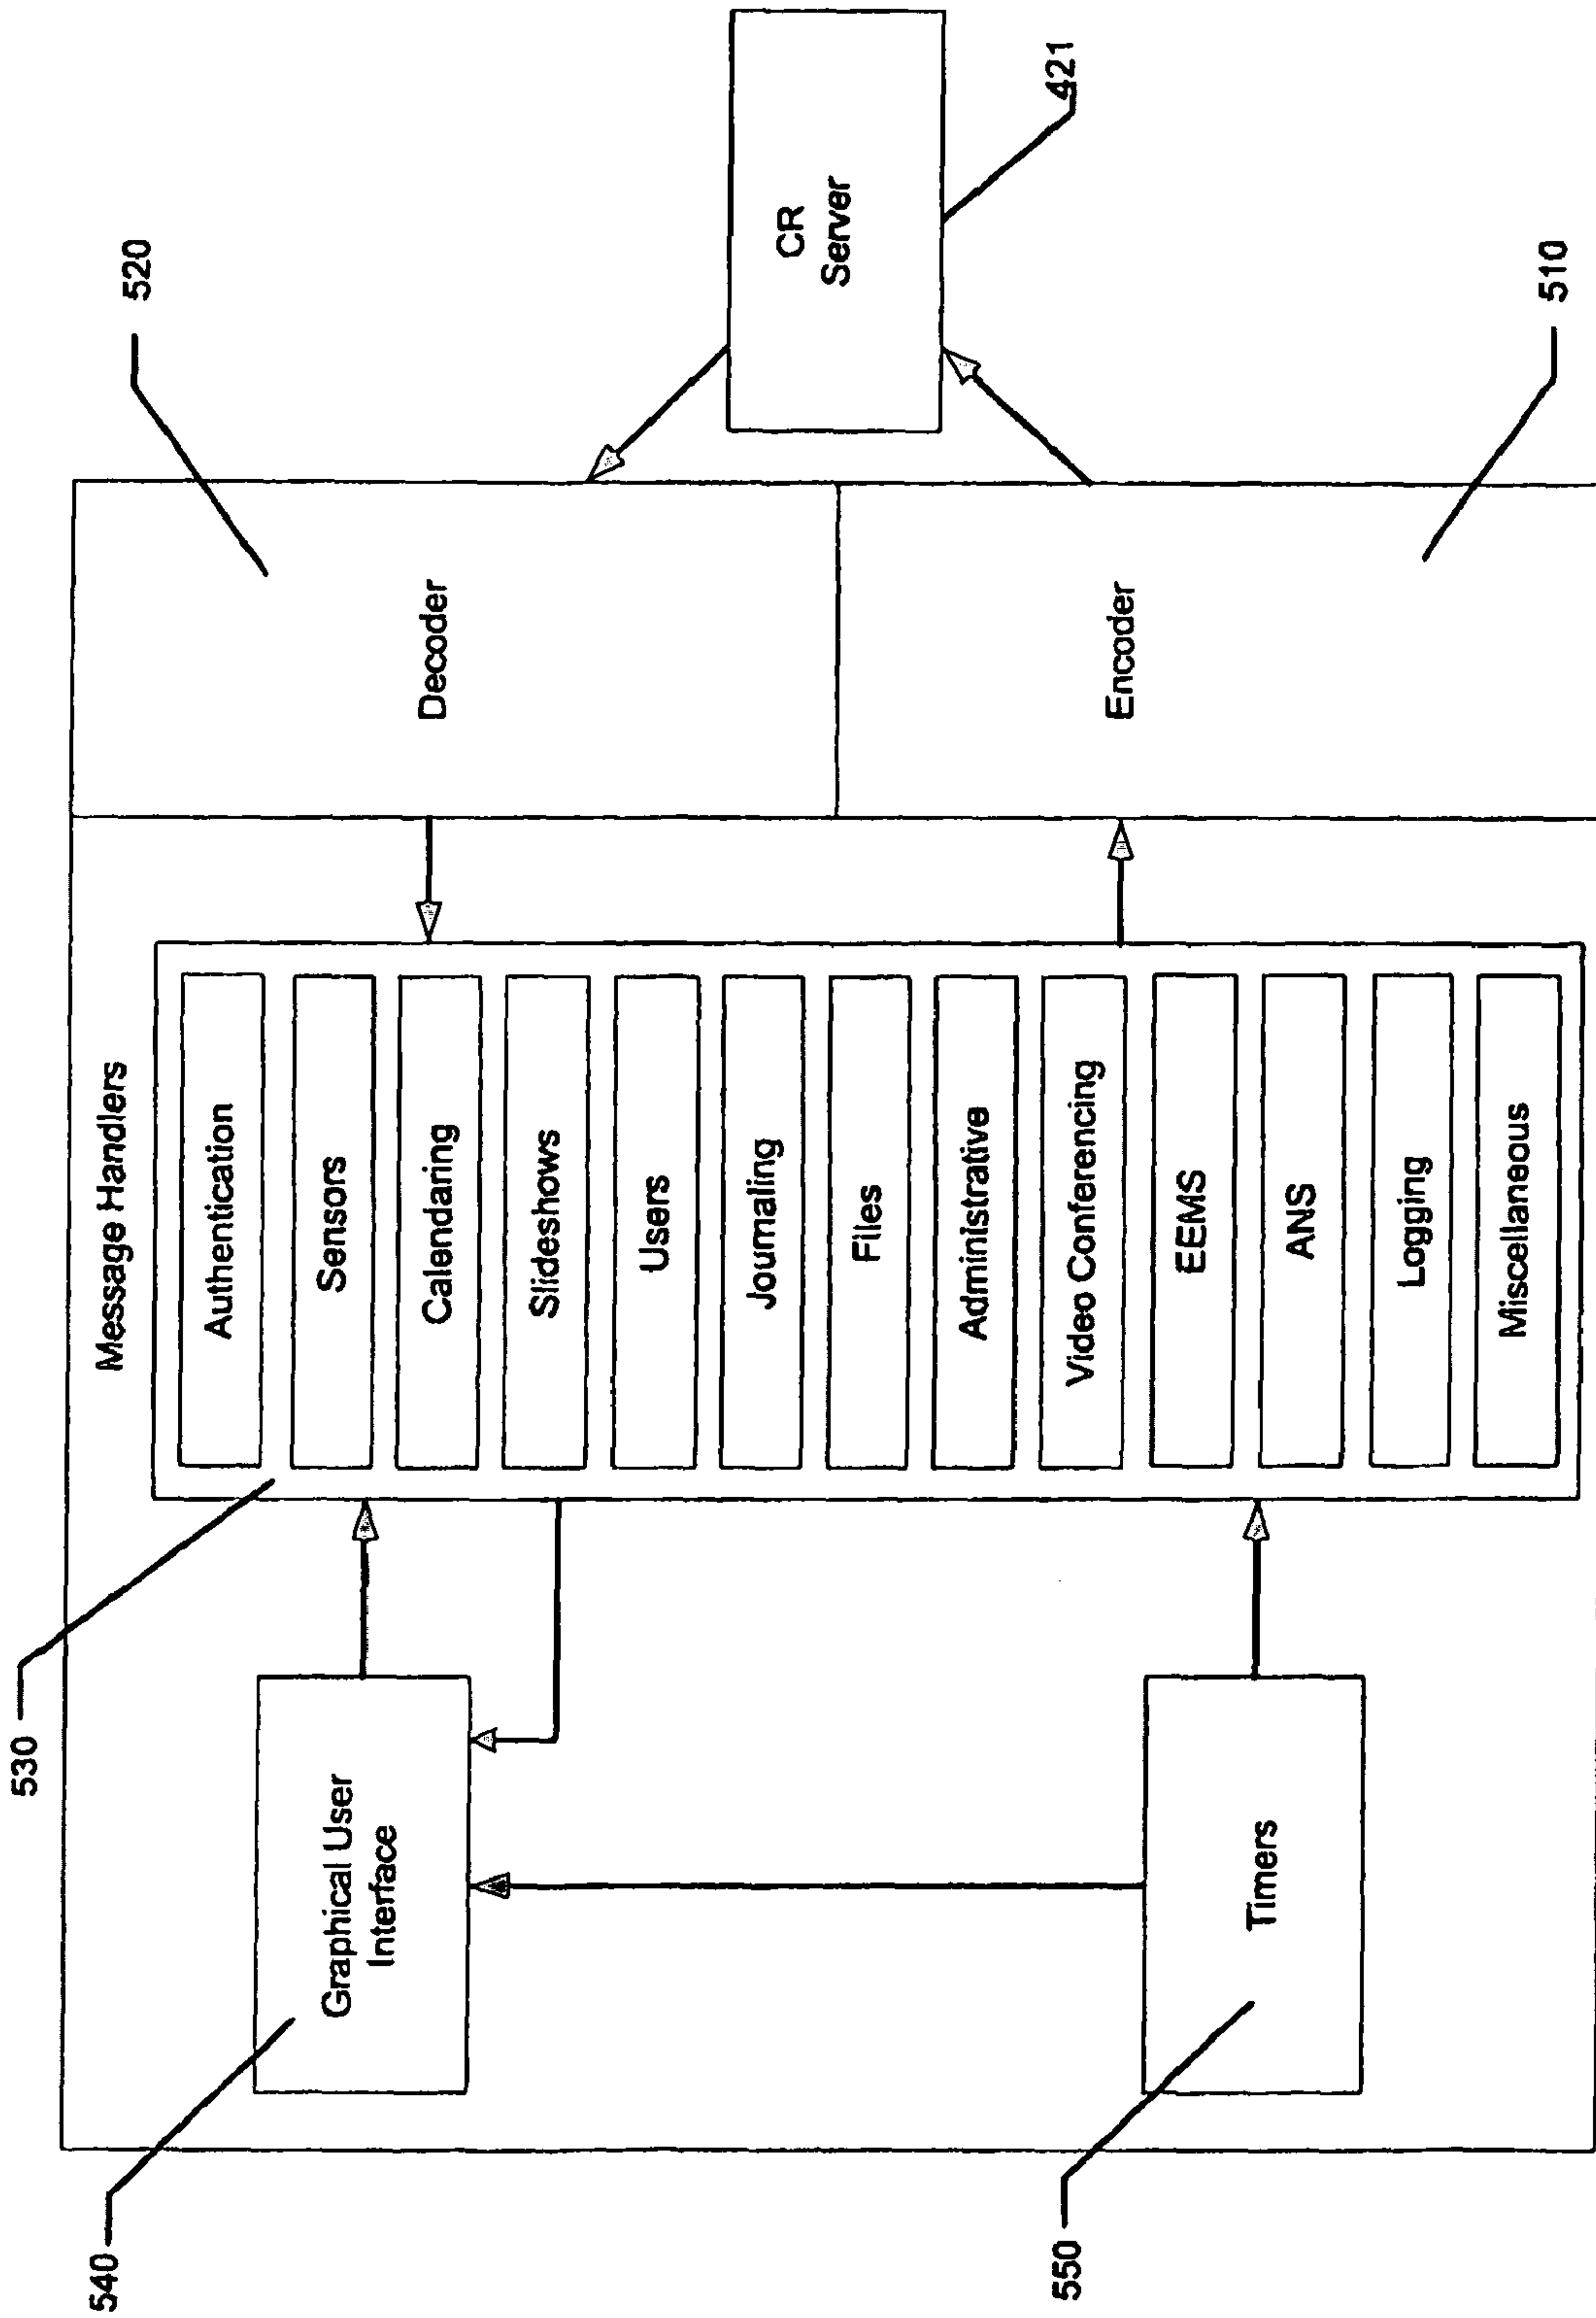 530
Message Handlers
520
540
Graphical User
Interface
Authentication
Sensors
Calendaring
Slideshows
Users
Journaling
Files
Administrative
Video Conferencing
EEMS
ANS
Logging
Miscellaneous
Decoder
CR
Server
421
550
Timers
Encoder
510